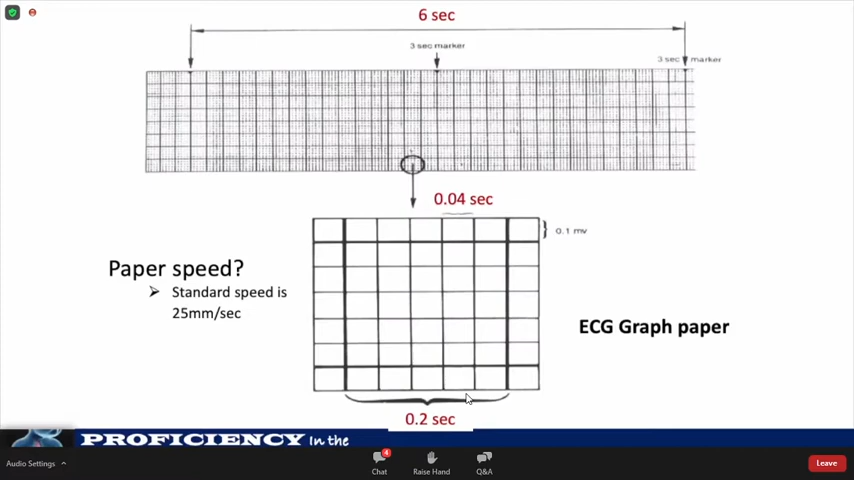 6 sec
3 sec marker
3 sec marker
0.04 sec
0.1 mv
Paper speed?
➢ Standard speed is
25mm/sec
ECG Graph paper
0.2 sec
PROFICIENCY In the
Audio Settings
4
Chat
Raise Hand
Q&A
Leave